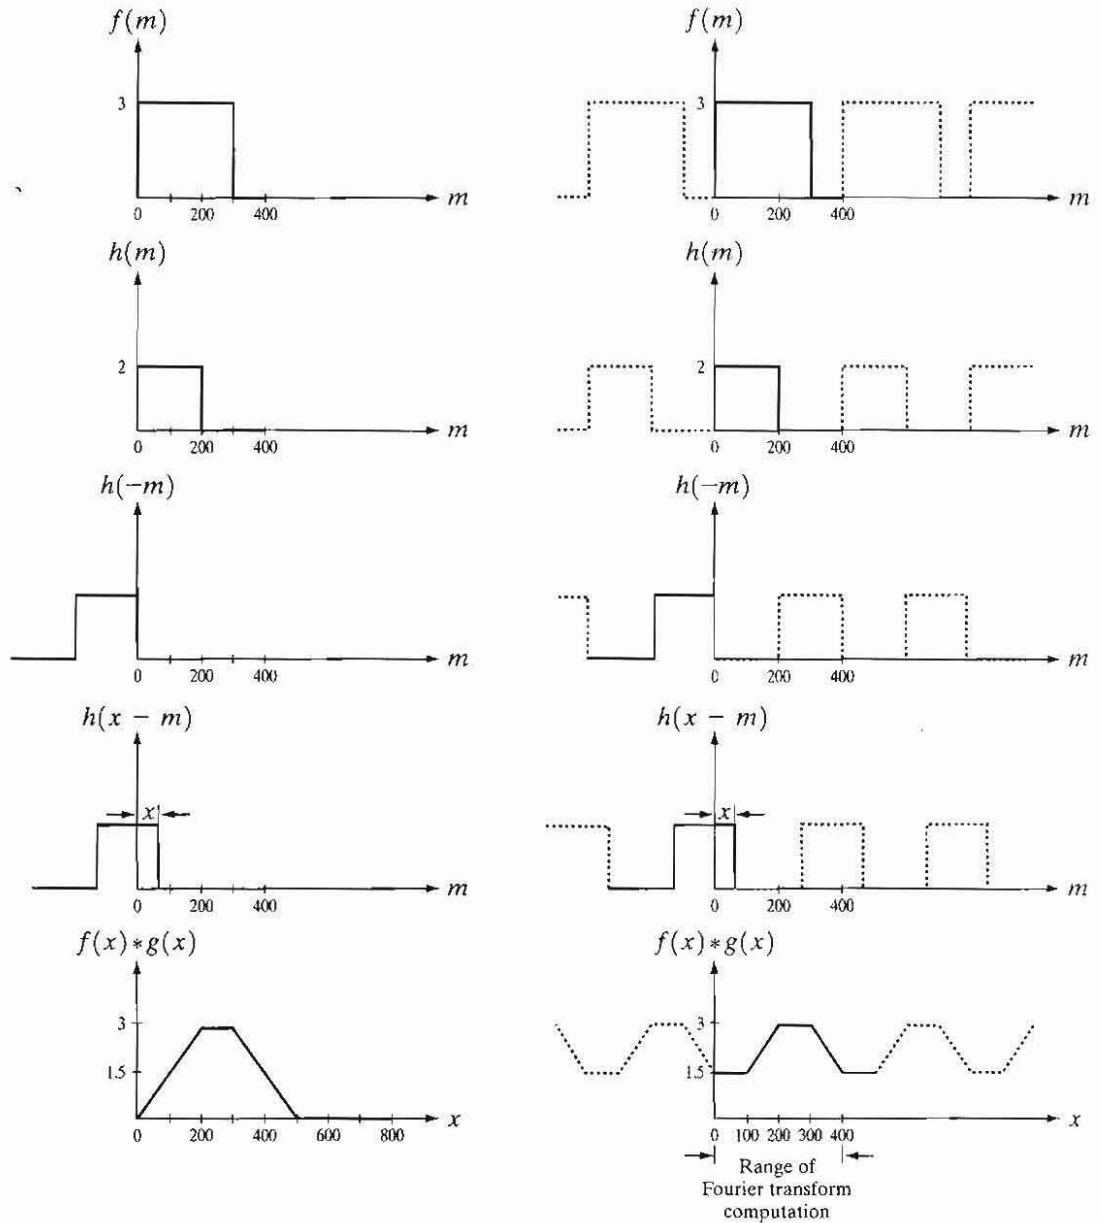 f(m) f(m)
3 3
m m
0 200 400 0 200 400
h(m) h(m)
2 2
m m
0 200 400 0 200 400
h(−m) h(−m)
m m
0 200 400 0 200 400
h(x − m) h(x − m)
x x
m m
0 200 400 0 200 400
f(x)*g(x) f(x)*g(x)
3 3
1.5 1.5
x x
0 200 400 600 800 0 100 200 300 400
Range of
Fourier transform
computation